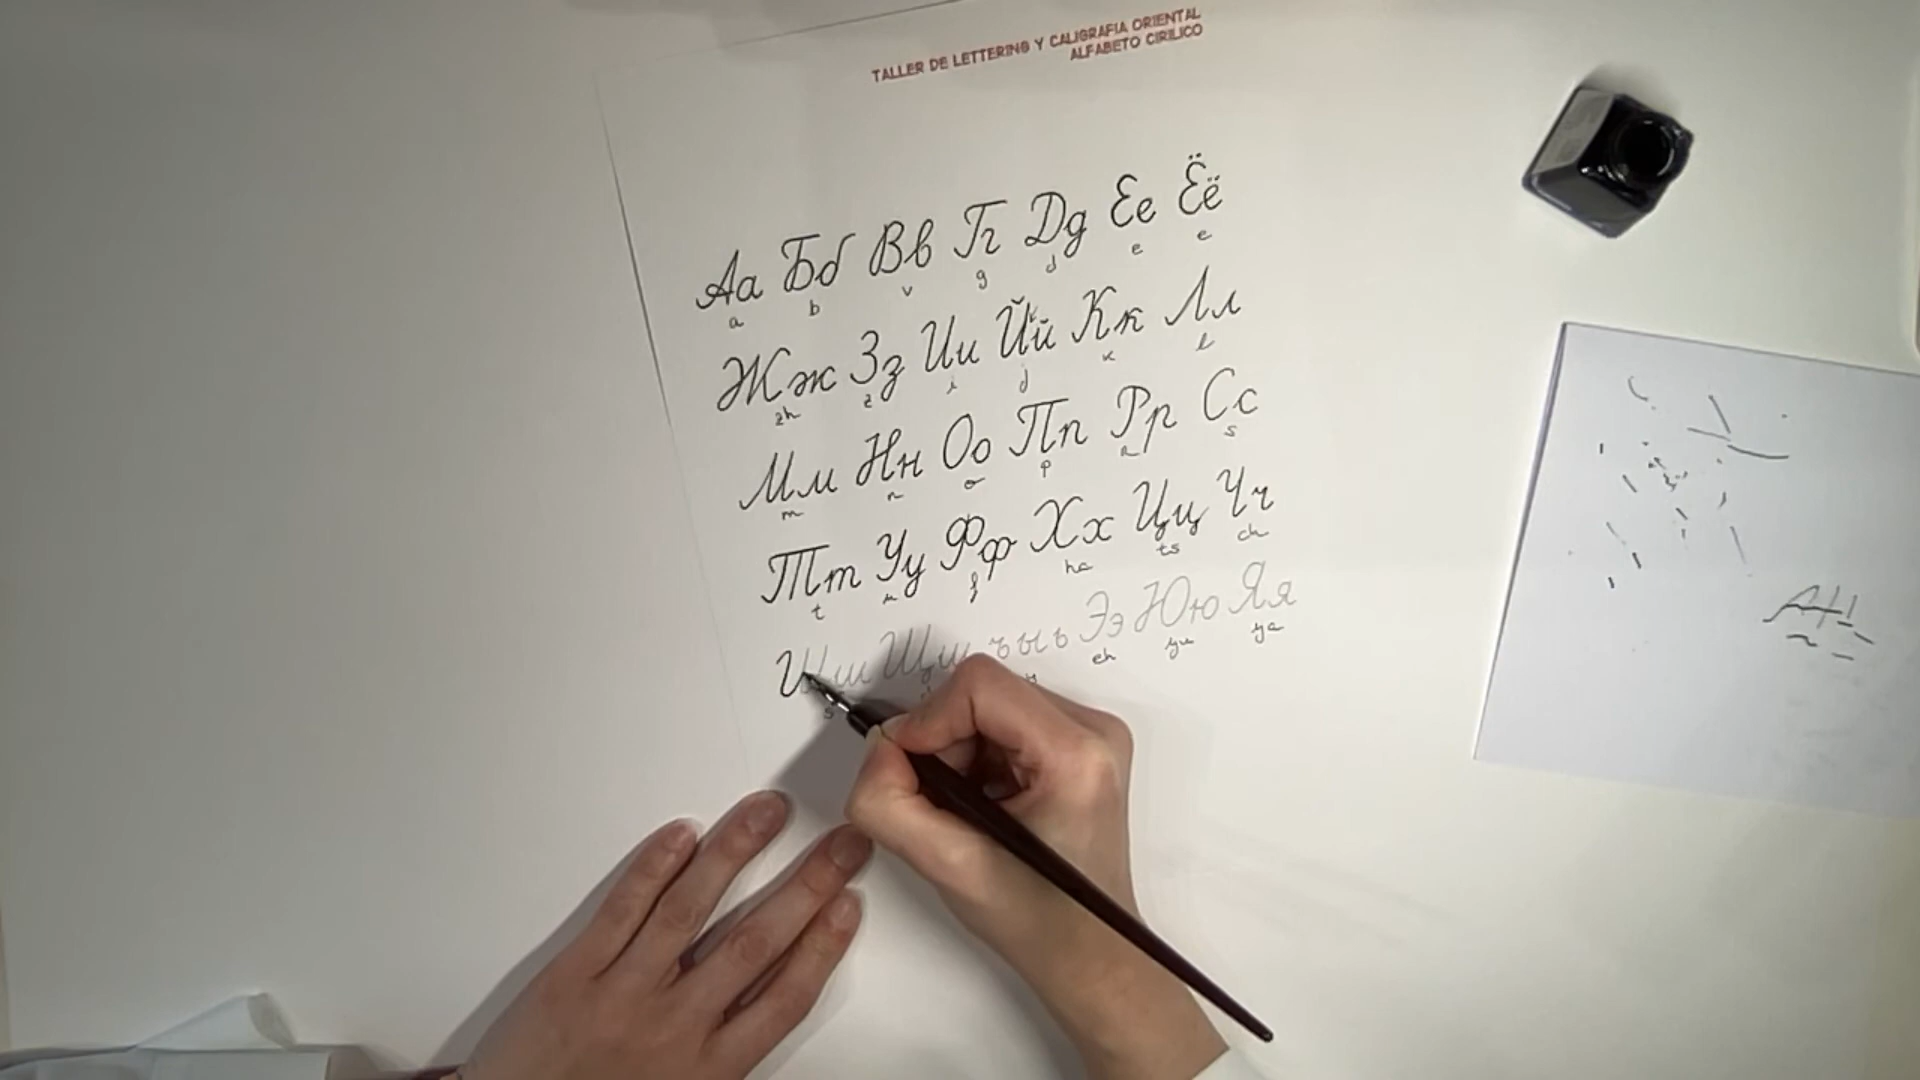 TALLER DE LETTERING Y CALIGRAFIA ORIENTAL
ALFABETO CIRILICO
Аа Бб Вв Гг Дд Ее Ёё
a b v g d e e
Жж Зз Ии Йй Кк Лл
zh z i j k l
Мм Нн Оо Пп Рр Сс
m n o p r s
Тт Уу Фф Хх Цц Чч
t u f ha ts ch
Шш Щщ ъ ы ь Ээ Юю Яя
eh yu ya